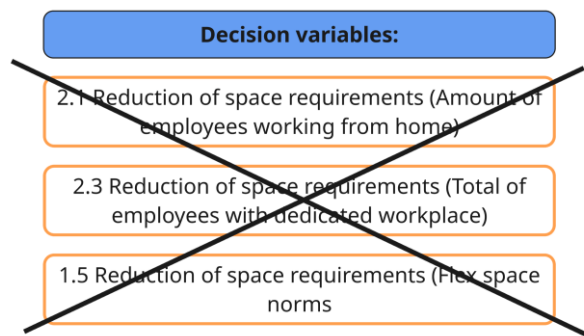 Decision variables:
2.1 Reduction of space requirements (Amount of
employees working from home)
2.3 Reduction of space requirements (Total of
employees with dedicated workplace)
1.5 Reduction of space requirements (Flex space
norms